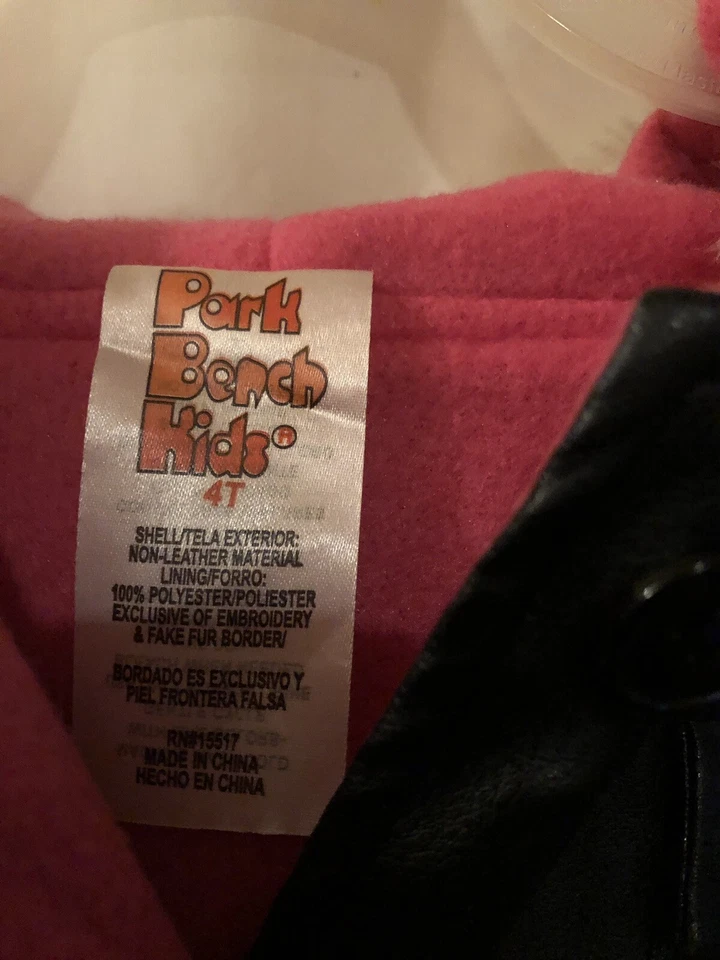 Park
Bench
Kids®
4T
SHELL/TELA EXTERIOR:
NON-LEATHER MATERIAL
LINING/FORRO:
100% POLYESTER/POLIESTER
EXCLUSIVE OF EMBROIDERY
& FAKE FUR BORDER/
BORDADO ES EXCLUSIVO Y
PIEL FRONTERA FALSA
RN#15517
MADE IN CHINA
HECHO EN CHINA